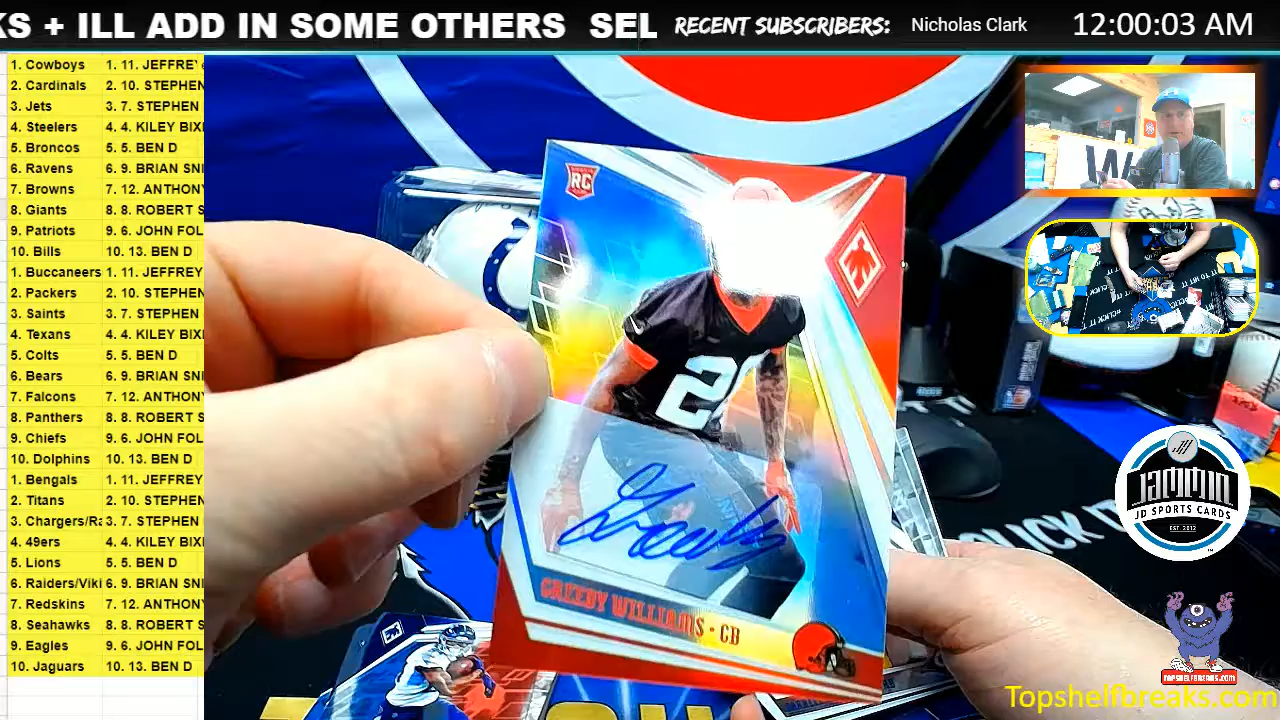 KS + ILL ADD IN SOME OTHERS SEL
RECENT SUBSCRIBERS:
Nicholas Clark
12:00:03 AM
1. Cowboys 1. 11. JEFFREY
2. Cardinals 2. 10. STEPHEN
3. Jets 3. 7. STEPHEN
4. Steelers 4. 4. KILEY BIXI
5. Broncos 5. 5. BEN D
6. Ravens 6. 9. BRIAN SNI
7. Browns 7. 12. ANTHONY
8. Giants 8. 8. ROBERT S
9. Patriots 9. 6. JOHN FOL
10. Bills 10. 13. BEN D
1. Buccaneers 1. 11. JEFFREY
2. Packers 2. 10. STEPHEN
3. Saints 3. 7. STEPHEN
4. Texans 4. 4. KILEY BIXI
5. Colts 5. 5. BEN D
6. Bears 6. 9. BRIAN SNI
7. Falcons 7. 12. ANTHONY
8. Panthers 8. 8. ROBERT S
9. Chiefs 9. 6. JOHN FOL
10. Dolphins 10. 13. BEN D
1. Bengals 1. 11. JEFFREY
2. Titans 2. 10. STEPHEN
3. Chargers/Ra 3. 7. STEPHEN
4. 49ers 4. 4. KILEY BIXI
5. Lions 5. 5. BEN D
6. Raiders/Viki 6. 9. BRIAN SNI
7. Redskins 7. 12. ANTHONY
8. Seahawks 8. 8. ROBERT S
9. Eagles 9. 6. JOHN FOL
10. Jaguars 10. 13. BEN D
RC
GREEDY WILLIAMS • CB
JAMMIN
JD SPORTS CARDS
EST. 2012
TOPSHELFBREAKS.COM
Topshelfbreaks.com